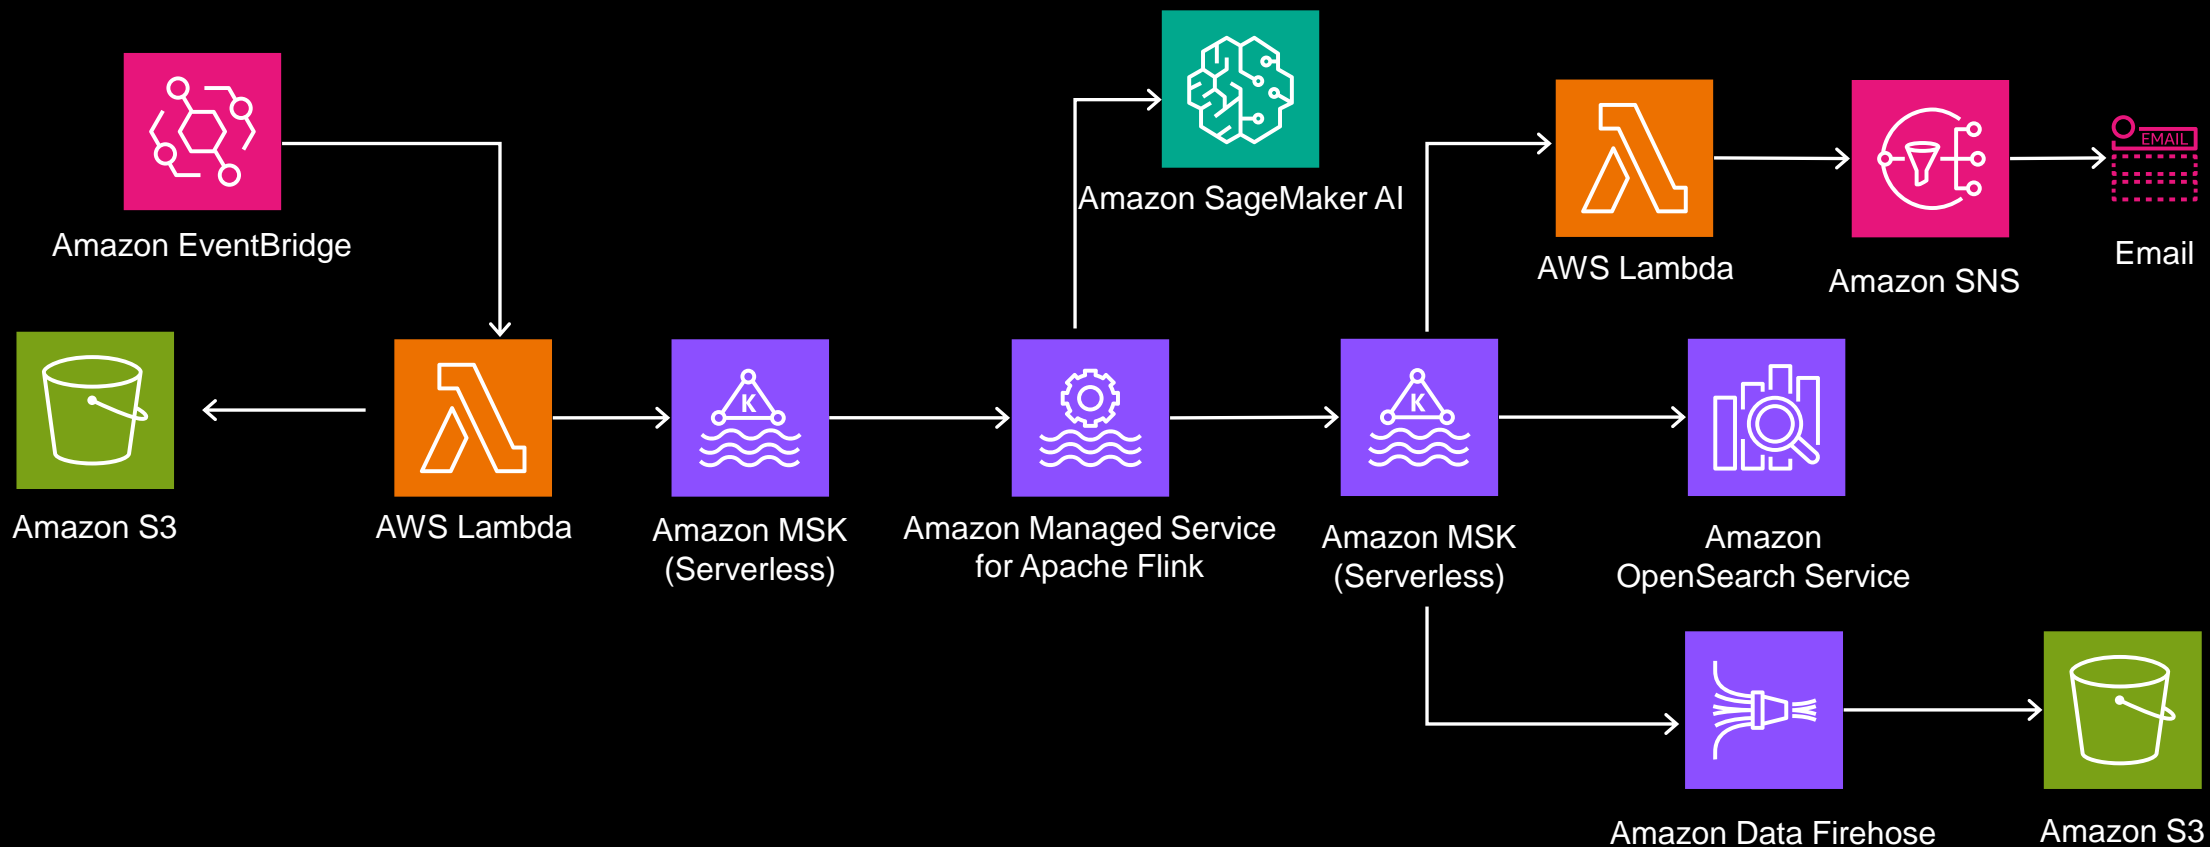 Amazon EventBridge
Amazon SageMaker AI
AWS Lambda
Amazon SNS
EMAIL
Email
Amazon S3
AWS Lambda
K
Amazon MSK
(Serverless)
Amazon Managed Service
for Apache Flink
K
Amazon MSK
(Serverless)
Amazon
OpenSearch Service
Amazon Data Firehose
Amazon S3